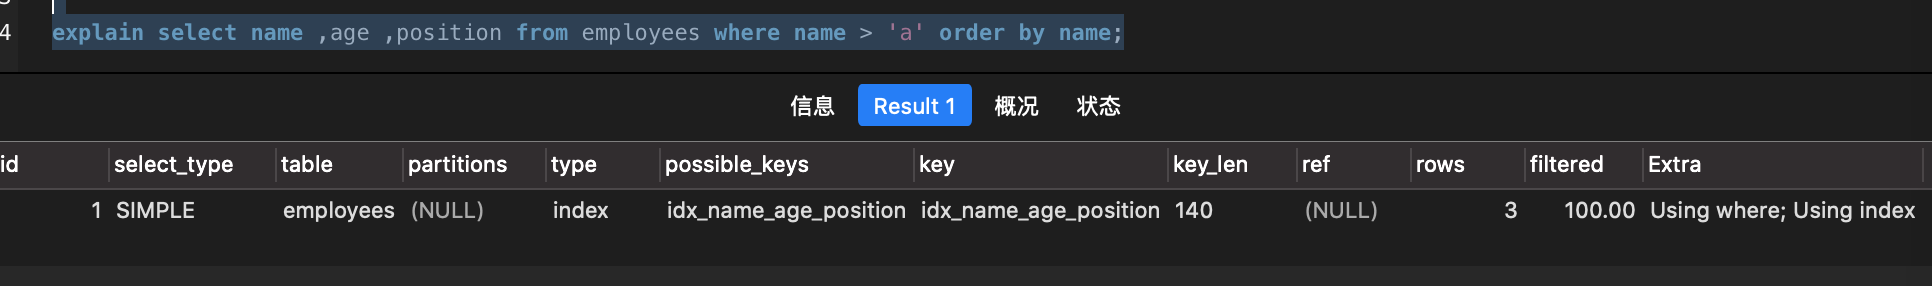 4 explain select name ,age ,position from employees where name > 'a' order by name;
信息 Result 1 概况 状态
id select_type table partitions type possible_keys key key_len ref rows filtered Extra
1 SIMPLE employees (NULL) index idx_name_age_position idx_name_age_position 140 (NULL) 3 100.00 Using where; Using index